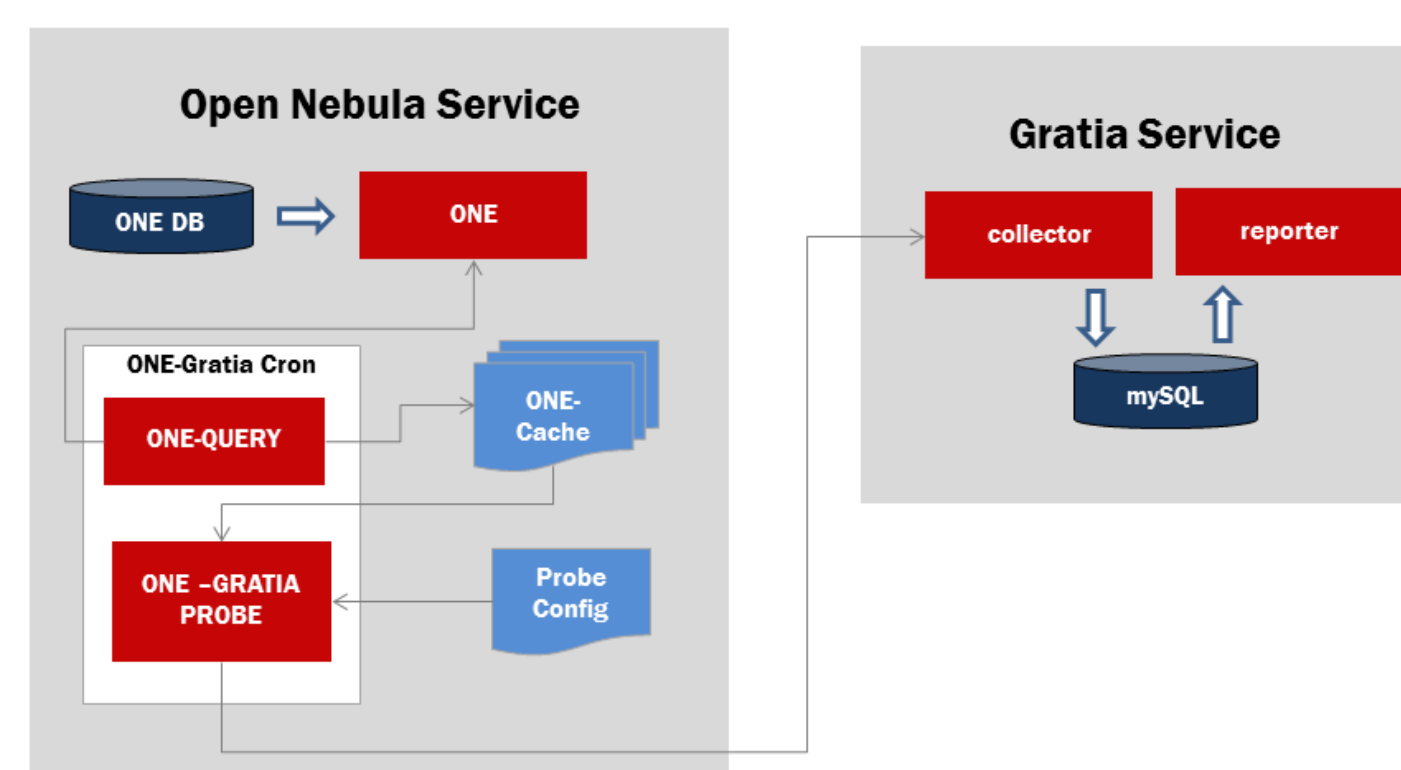 Open Nebula Service
ONE DB
ONE
ONE-Gratia Cron
ONE-QUERY
ONE-
Cache
ONE –GRATIA
PROBE
Probe
Config
Gratia Service
collector
reporter
mySQL